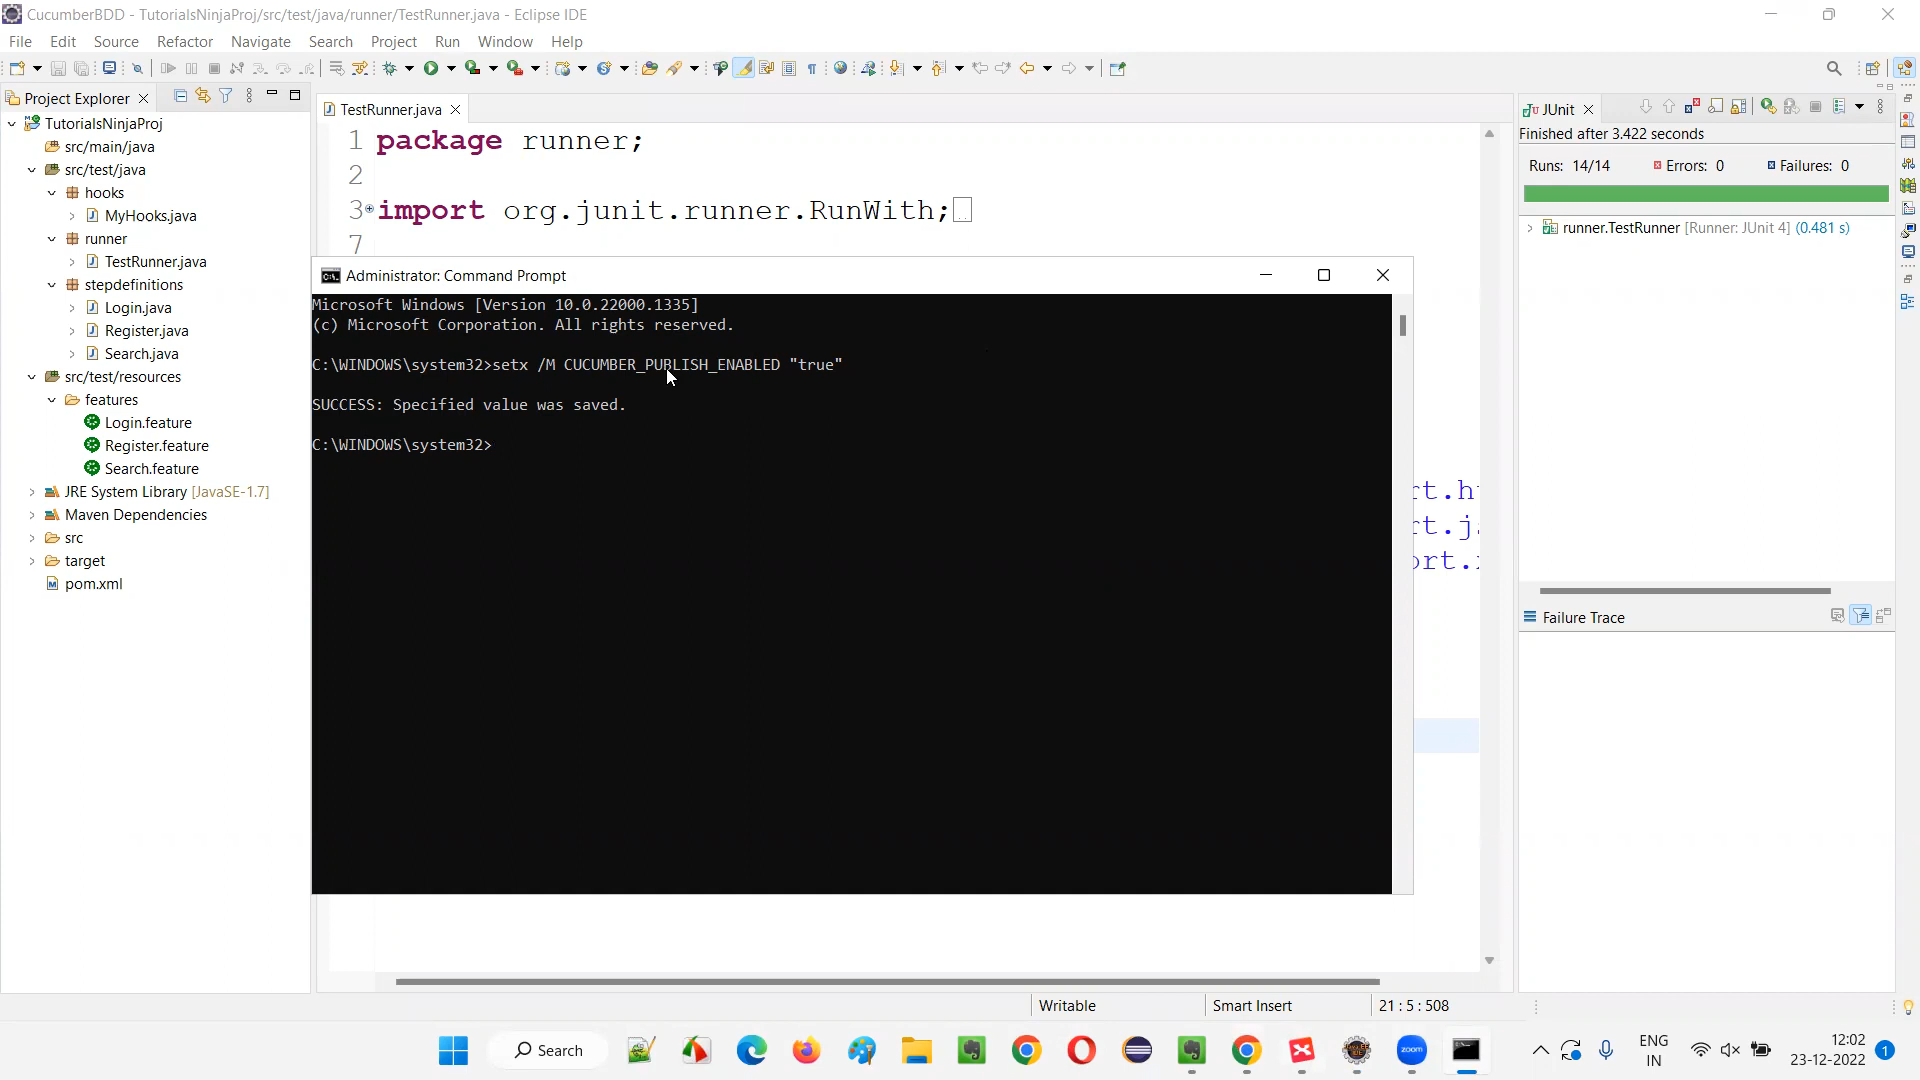 CucumberBDD - TutorialsNinjaProj/src/test/java/runner/TestRunner.java - Eclipse IDE
File Edit Source Refactor Navigate Search Project Run Window Help
Project Explorer
TutorialsNinjaProj
src/main/java
src/test/java
hooks
MyHooks.java
runner
TestRunner.java
stepdefinitions
Login.java
Register.java
Search.java
src/test/resources
features
Login.feature
Register.feature
Search.feature
JRE System Library [JavaSE-1.7]
Maven Dependencies
src
target
pom.xml
TestRunner.java
1 package runner;
2
3 import org.junit.runner.RunWith;
7
Administrator: Command Prompt
Microsoft Windows [Version 10.0.22000.1335]
(c) Microsoft Corporation. All rights reserved.
C:\WINDOWS\system32>setx /M CUCUMBER_PUBLISH_ENABLED "true"
SUCCESS: Specified value was saved.
C:\WINDOWS\system32>
JUnit
Finished after 3.422 seconds
Runs: 14/14 Errors: 0 Failures: 0
runner.TestRunner [Runner: JUnit 4] (0.481 s)
Failure Trace
Writable Smart Insert 21 : 5 : 508
Search
zoom
ENG
IN
12:02
23-12-2022
1